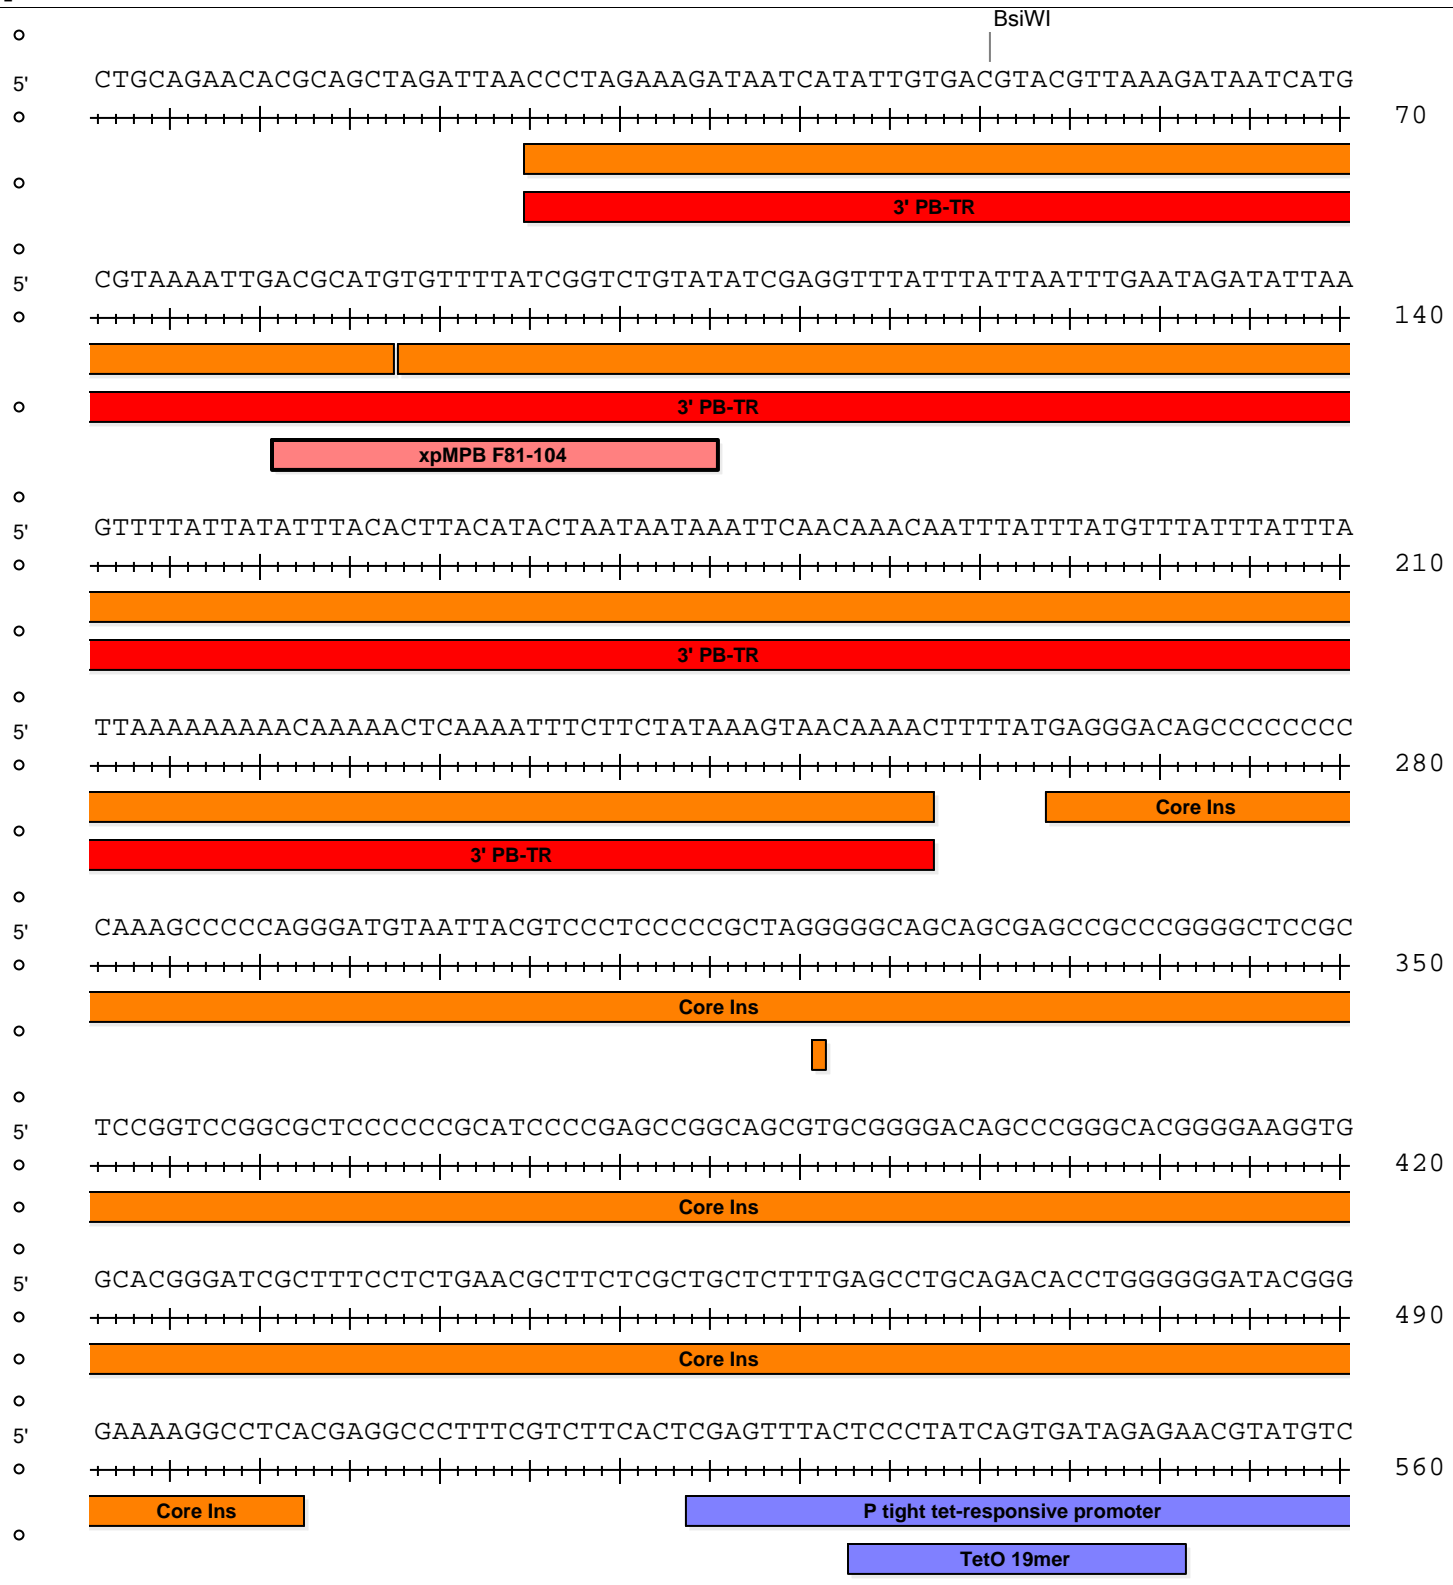 BsiWI
5' CTGCAGAACACGCAGCTAGATTAACCCTAGAAAGATAATCATATTGTGACGTACGTTAAAGATAATCATG
70
3' PB-TR
5' CGTAAAATTGACGCATGTGTTTTATCGGTCTGTATATCGAGGTTTATTTATTAATTTGAATAGATATTAA
140
3' PB-TR
xpMPB F81-104
5' GTTTTATTATATTTACACTTACATACTAATAATAAATTCAACAAACAATTTATTTATGTTTATTTATTTA
210
3' PB-TR
5' TTAAAAAAAAACAAAAACTCAAAATTTCTTCTATAAAGTAACAAAACTTTTATGAGGGACAGCCCCCCCC
280
Core Ins
3' PB-TR
5' CAAAGCCCCCAGGGATGTAATTACGTCCCTCCCCCGCTAGGGGGCAGCAGCGAGCCGCCCGGGGCTCCGC
350
Core Ins
5' TCCGGTCCGGCGCTCCCCCCGCATCCCCGAGCCGGCAGCGTGCGGGGACAGCCCGGGCACGGGGAAGGTG
420
Core Ins
5' GCACGGGATCGCTTTCCTCTGAACGCTTCTCGCTGCTCTTTGAGCCTGCAGACACCTGGGGGGATACGGG
490
Core Ins
5' GAAAAGGCCTCACGAGGCCCTTTCGTCTTCACTCGAGTTTACTCCCTATCAGTGATAGAGAACGTATGTC
560
Core Ins
P tight tet-responsive promoter
TetO 19mer